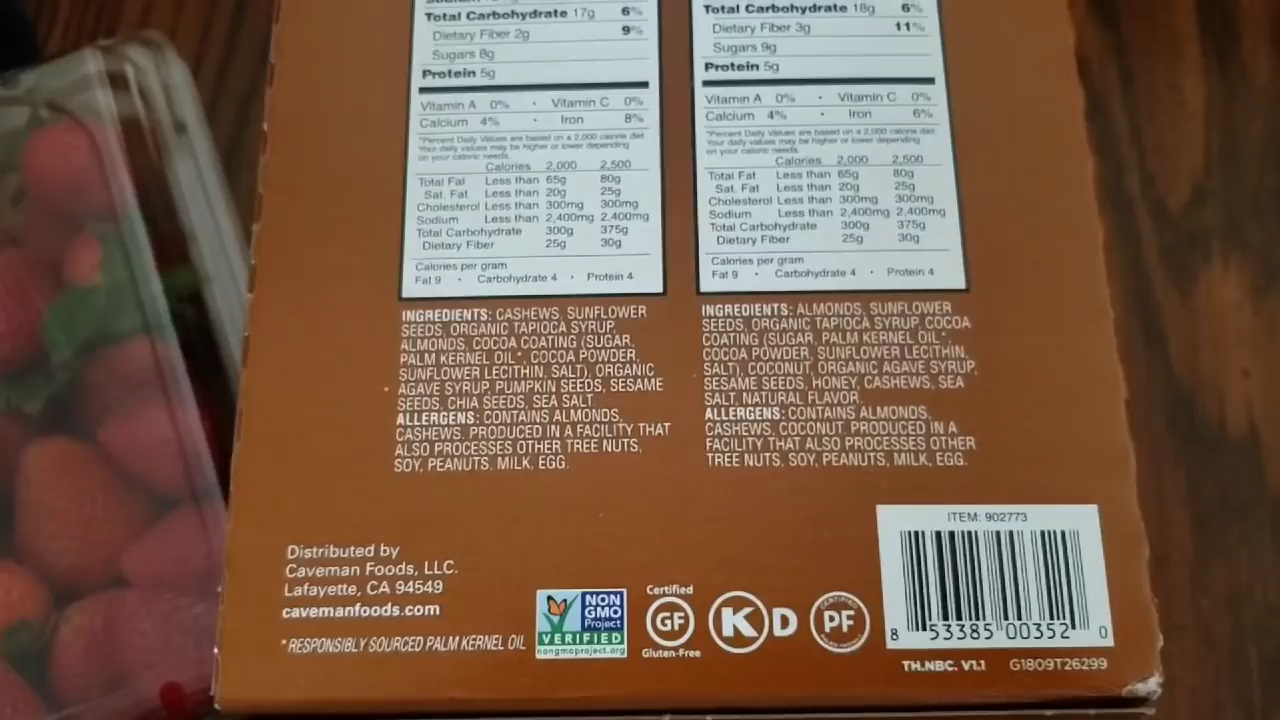 Total Carbohydrate 17g 6%
Dietary Fiber 2g 9%
Sugars 8g
Protein 5g
Vitamin A 0% • Vitamin C 0%
Calcium 4% • Iron 8%
*Percent Daily Values are based on a 2,000 calorie diet.
Your daily values may be higher or lower depending
on your caloric needs.
Calories 2,000 2,500
Total Fat Less than 65g 80g
Sat. Fat Less than 20g 25g
Cholesterol Less than 300mg 300mg
Sodium Less than 2,400mg 2,400mg
Total Carbohydrate 300g 375g
Dietary Fiber 25g 30g
Calories per gram
Fat 9 • Carbohydrate 4 • Protein 4
INGREDIENTS: CASHEWS, SUNFLOWER
SEEDS, ORGANIC TAPIOCA SYRUP,
ALMONDS, COCOA COATING (SUGAR,
PALM KERNEL OIL*, COCOA POWDER,
SUNFLOWER LECITHIN, SALT), ORGANIC
AGAVE SYRUP, PUMPKIN SEEDS, SESAME
SEEDS, CHIA SEEDS, SEA SALT.
ALLERGENS: CONTAINS ALMONDS,
CASHEWS. PRODUCED IN A FACILITY THAT
ALSO PROCESSES OTHER TREE NUTS,
SOY, PEANUTS, MILK, EGG.
Total Carbohydrate 18g 6%
Dietary Fiber 3g 11%
Sugars 9g
Protein 5g
Vitamin A 0% • Vitamin C 0%
Calcium 4% • Iron 6%
*Percent Daily Values are based on a 2,000 calorie diet.
Your daily values may be higher or lower depending
on your caloric needs.
Calories 2,000 2,500
Total Fat Less than 65g 80g
Sat. Fat Less than 20g 25g
Cholesterol Less than 300mg 300mg
Sodium Less than 2,400mg 2,400mg
Total Carbohydrate 300g 375g
Dietary Fiber 25g 30g
Calories per gram
Fat 9 • Carbohydrate 4 • Protein 4
INGREDIENTS: ALMONDS, SUNFLOWER
SEEDS, ORGANIC TAPIOCA SYRUP, COCOA
COATING (SUGAR, PALM KERNEL OIL*,
COCOA POWDER, SUNFLOWER LECITHIN,
SALT), COCONUT, ORGANIC AGAVE SYRUP,
SESAME SEEDS, HONEY, CASHEWS, SEA
SALT, NATURAL FLAVOR.
ALLERGENS: CONTAINS ALMONDS,
CASHEWS, COCONUT. PRODUCED IN A
FACILITY THAT ALSO PROCESSES OTHER
TREE NUTS, SOY, PEANUTS, MILK, EGG.
Distributed by
Caveman Foods, LLC.
Lafayette, CA 94549
cavemanfoods.com
*RESPONSIBLY SOURCED PALM KERNEL OIL
NON
GMO
Project
VERIFIED
nongmoproject.org
Certified
GF
Gluten-Free
K D
CERTIFIED
PF
ITEM: 902773
8 53385 00352 0
TH.NBC. V1.1 G1809T26299